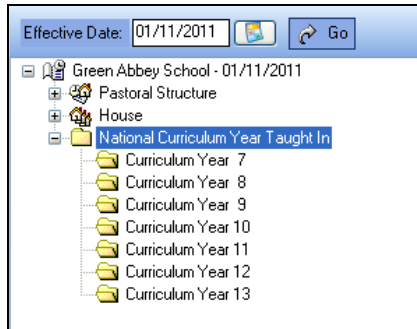 Effective Date: 01/11/2011 Go
Green Abbey School - 01/11/2011
Pastoral Structure
House
National Curriculum Year Taught In
Curriculum Year 7
Curriculum Year 8
Curriculum Year 9
Curriculum Year 10
Curriculum Year 11
Curriculum Year 12
Curriculum Year 13